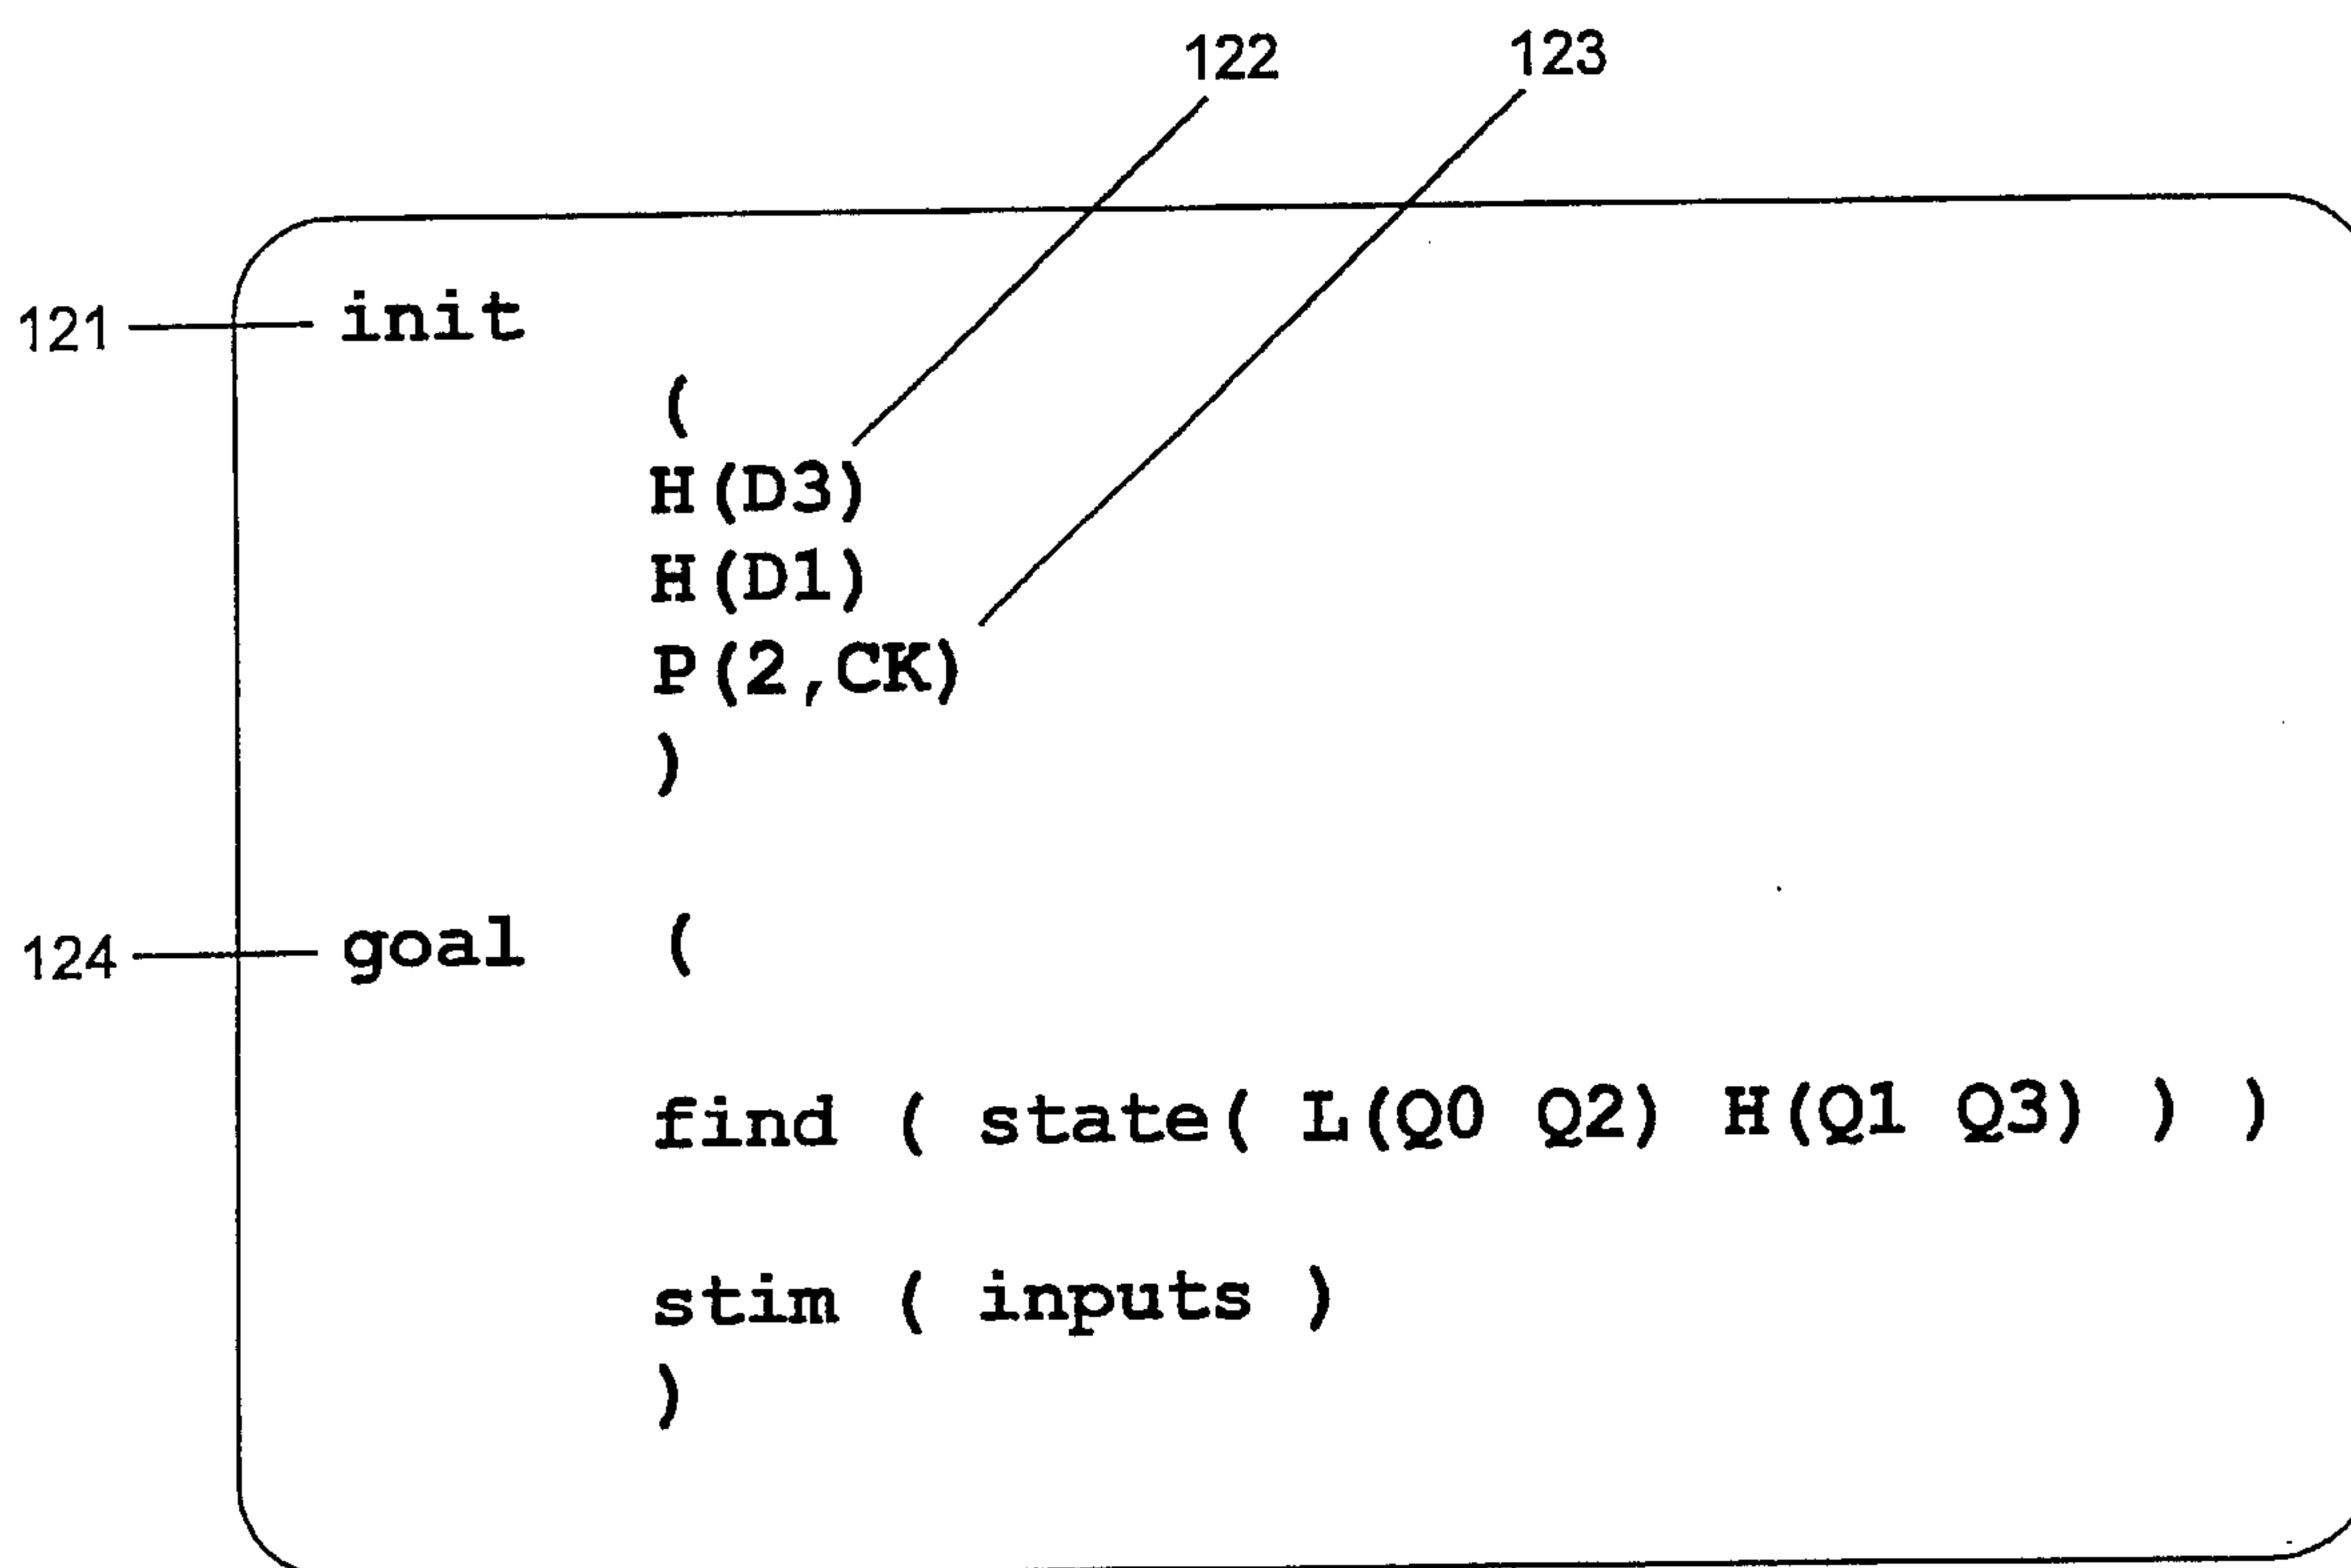 122 123
121 init
(
H(D3)
H(D1)
P(2,CK)
)
124 goal (
find ( state( L(Q0 Q2) H(Q1 Q3) ) )
stim ( inputs )
)